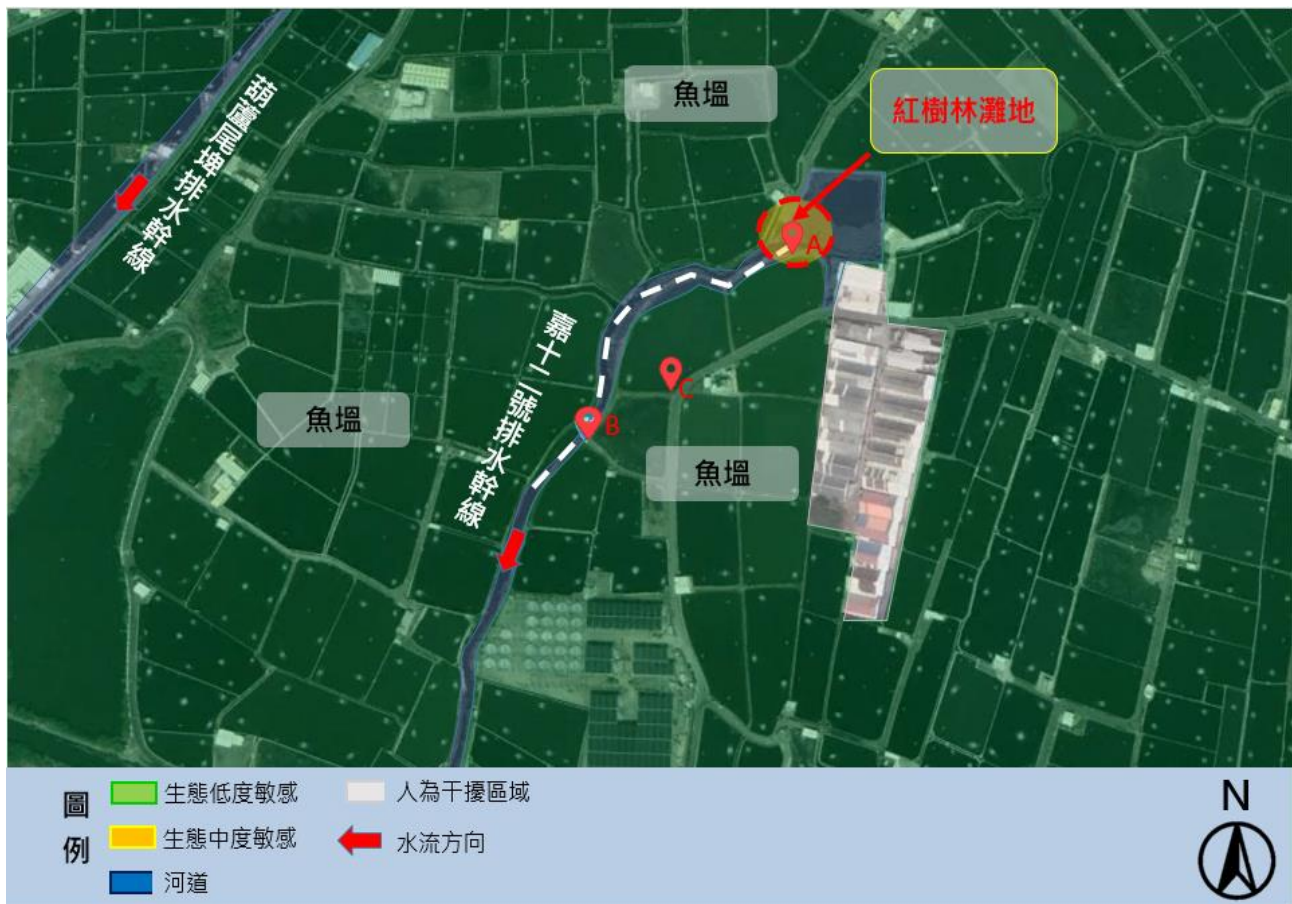 魚塭
紅樹林灘地
葫蘆尾埤排水幹線
A
嘉十二號排水幹線
C
魚塭
B
魚塭
圖例
生態低度敏感
人為干擾區域
生態中度敏感
水流方向
河道
N